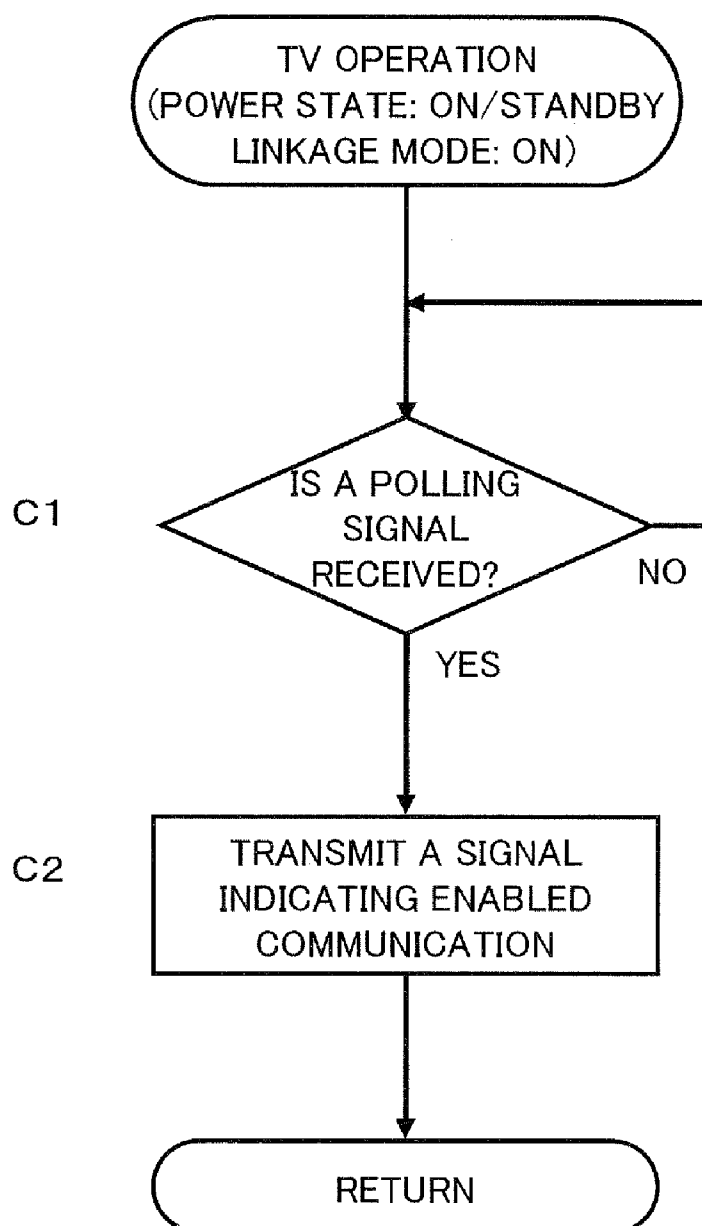 TV OPERATION
(POWER STATE: ON/STANDBY
LINKAGE MODE: ON)
C1
IS A POLLING
SIGNAL
RECEIVED?
NO
YES
C2
TRANSMIT A SIGNAL
INDICATING ENABLED
COMMUNICATION
RETURN